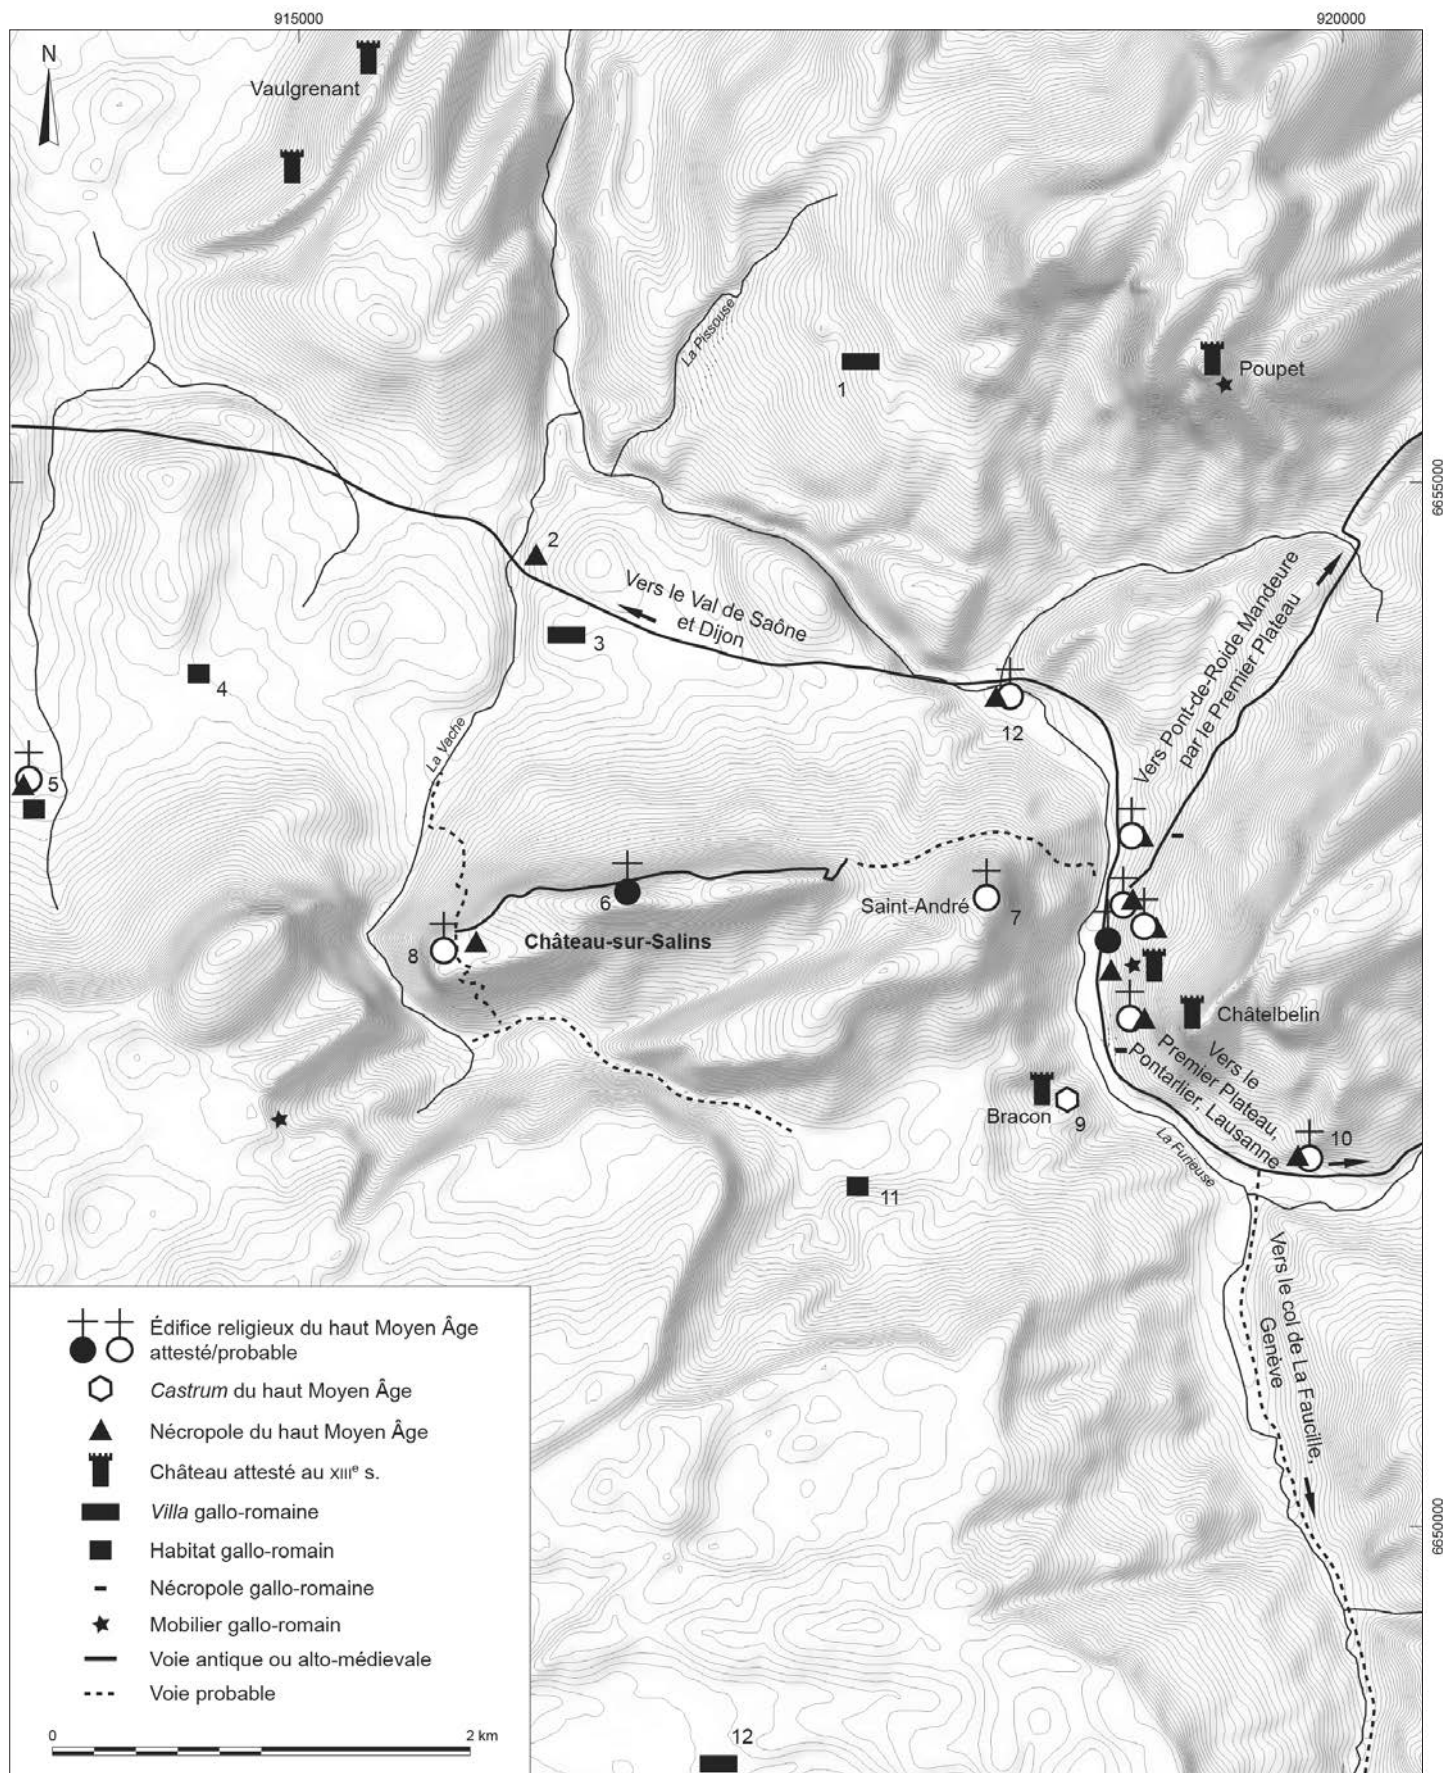 915000
920000
N
Vaulgrenant
La Pissouse
1
Poupet
6655000
2
Vers le Val de Saône
et Dijon
3
Vers Pont-de-Roide Mandeure
par le Premier Plateau
4
12
La Vache
5
6
Saint-André
7
8
Château-sur-Salins
Châtelbelin
Vers le
Premier Plateau,
Pontarlier, Lausanne
Bracon
9
La Furieuse
10
11
Vers le col de La Faucille,
Genève
Édifice religieux du haut Moyen Âge
attesté/probable
Castrum du haut Moyen Âge
Nécropole du haut Moyen Âge
Château attesté au XIIIe s.
Villa gallo-romaine
Habitat gallo-romain
Nécropole gallo-romaine
Mobilier gallo-romain
Voie antique ou alto-médievale
Voie probable
0
2 km
6650000
12